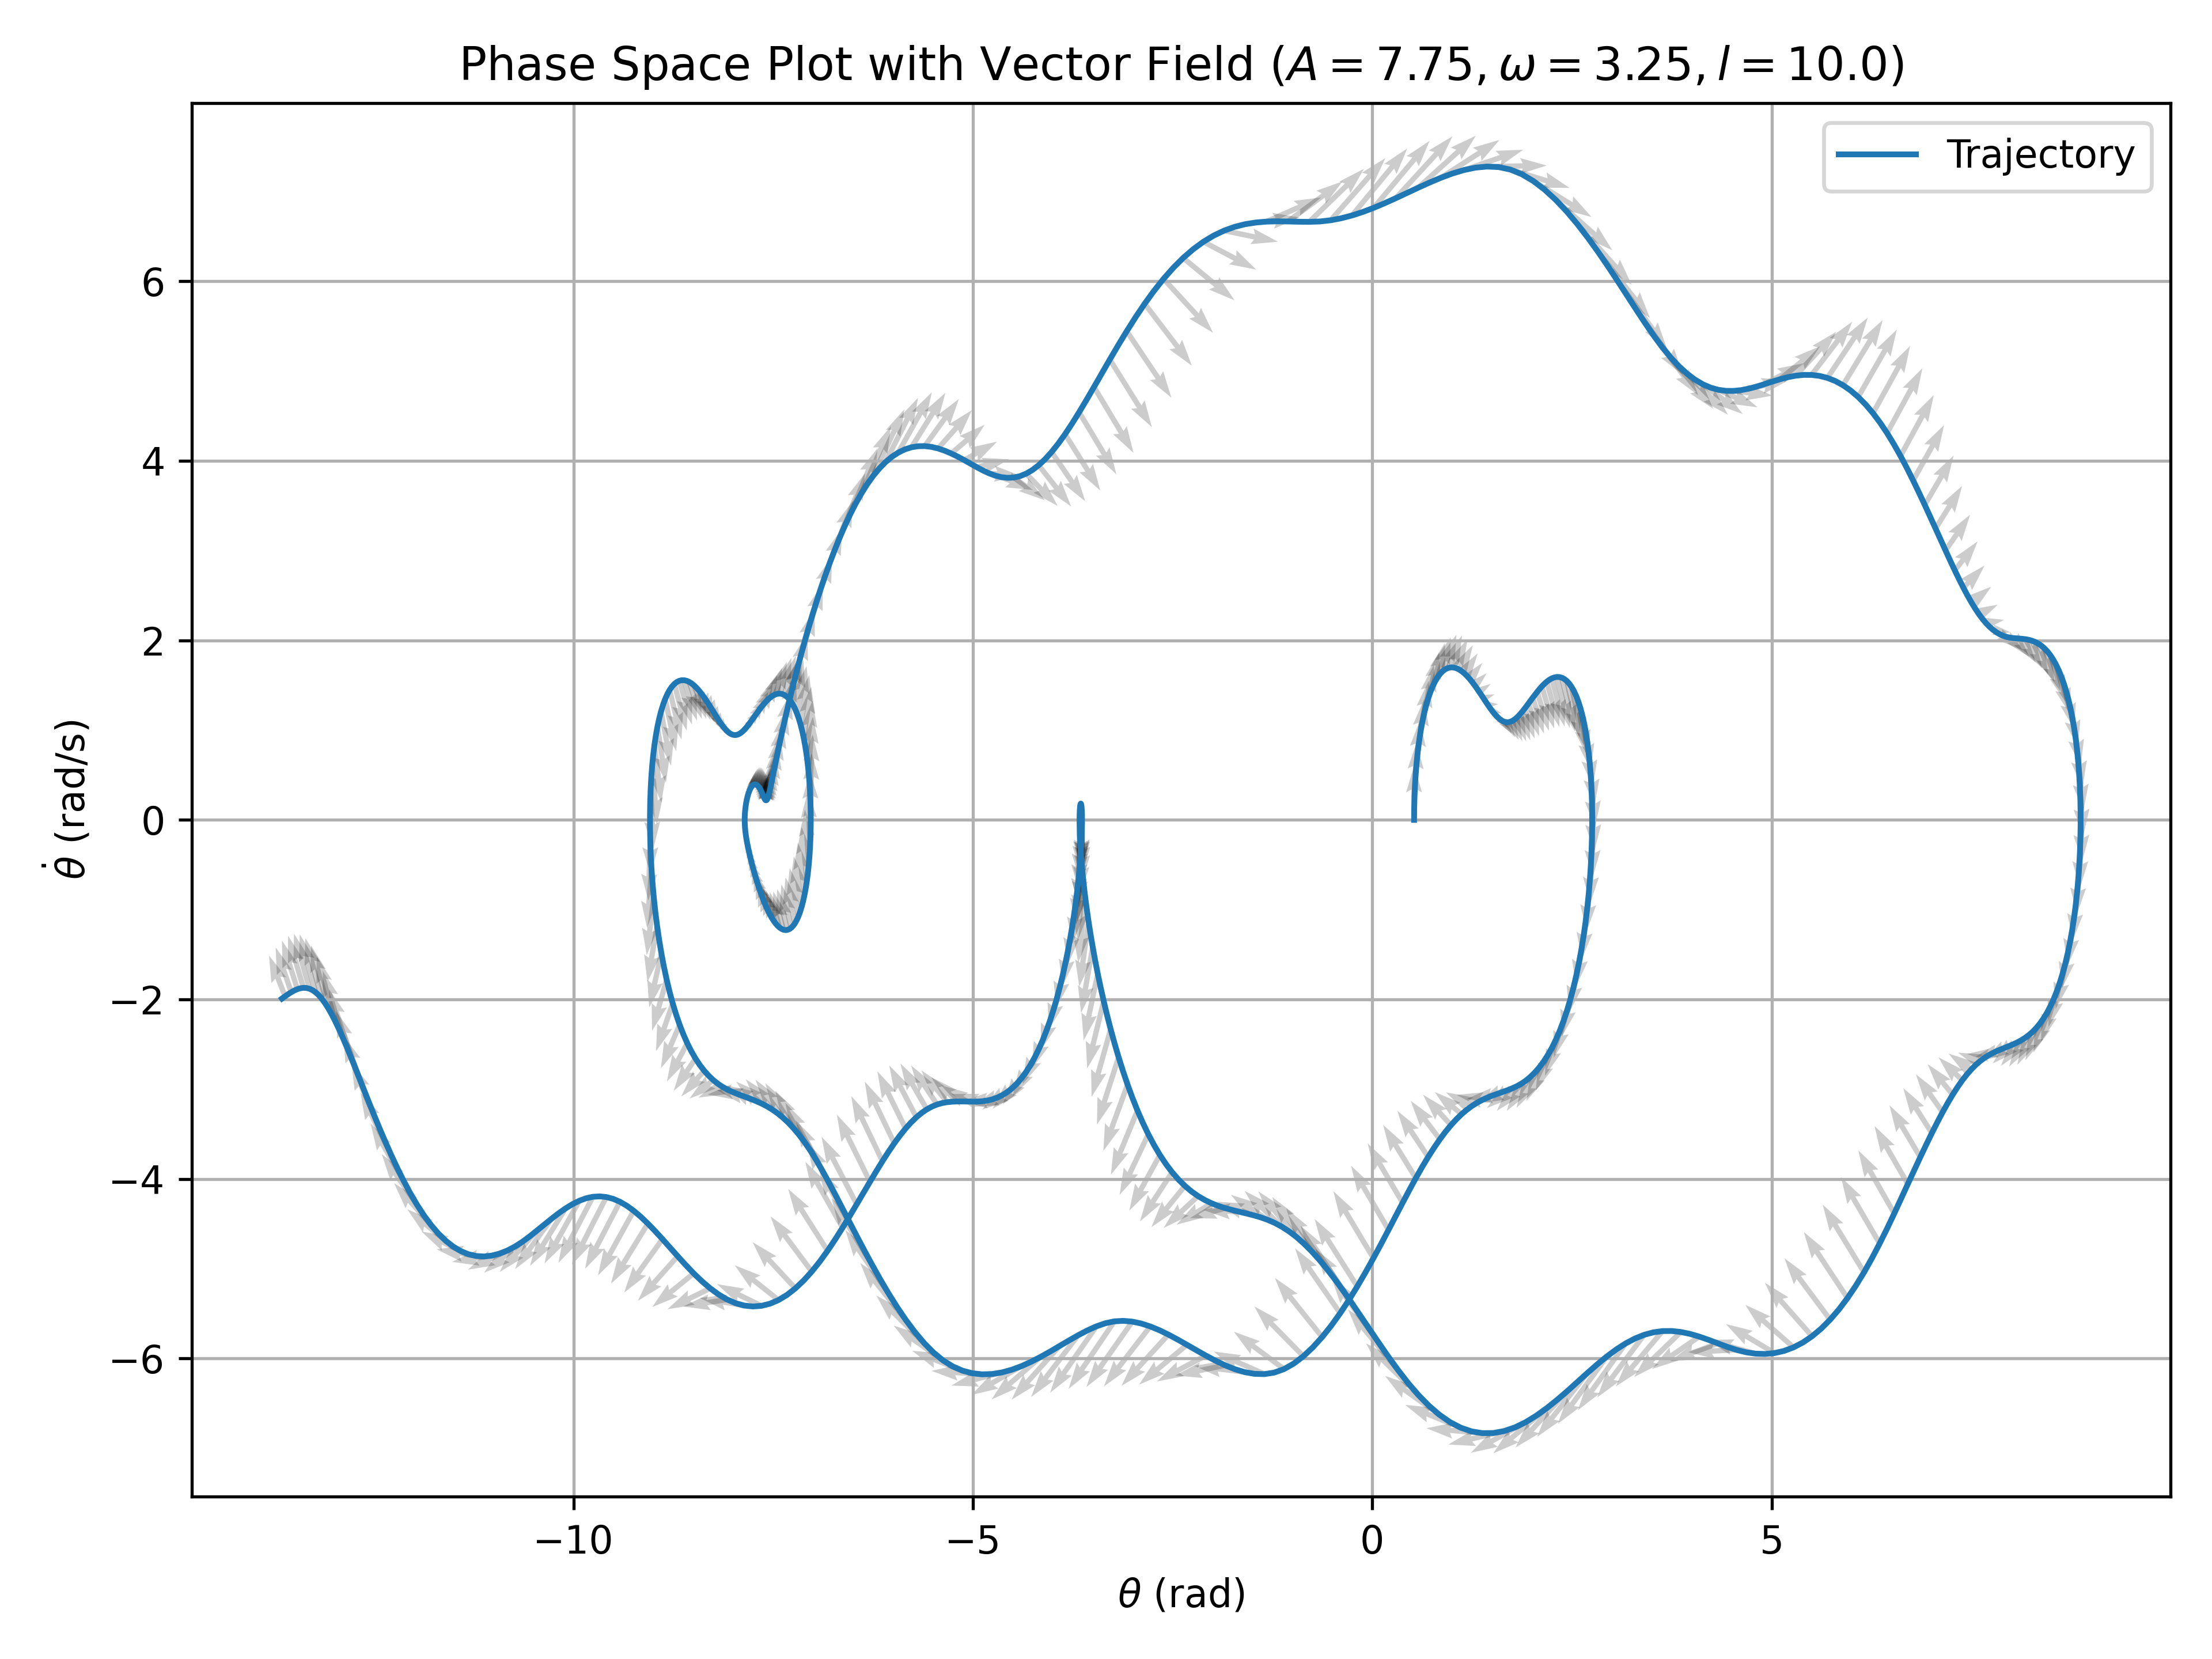 Phase Space Plot with Vector Field (A = 7.75, ω = 3.25, l = 10.0)
Trajectory
6
4
2
0
−2
−4
−6
θ̇ (rad/s)
−10
−5
0
5
θ (rad)